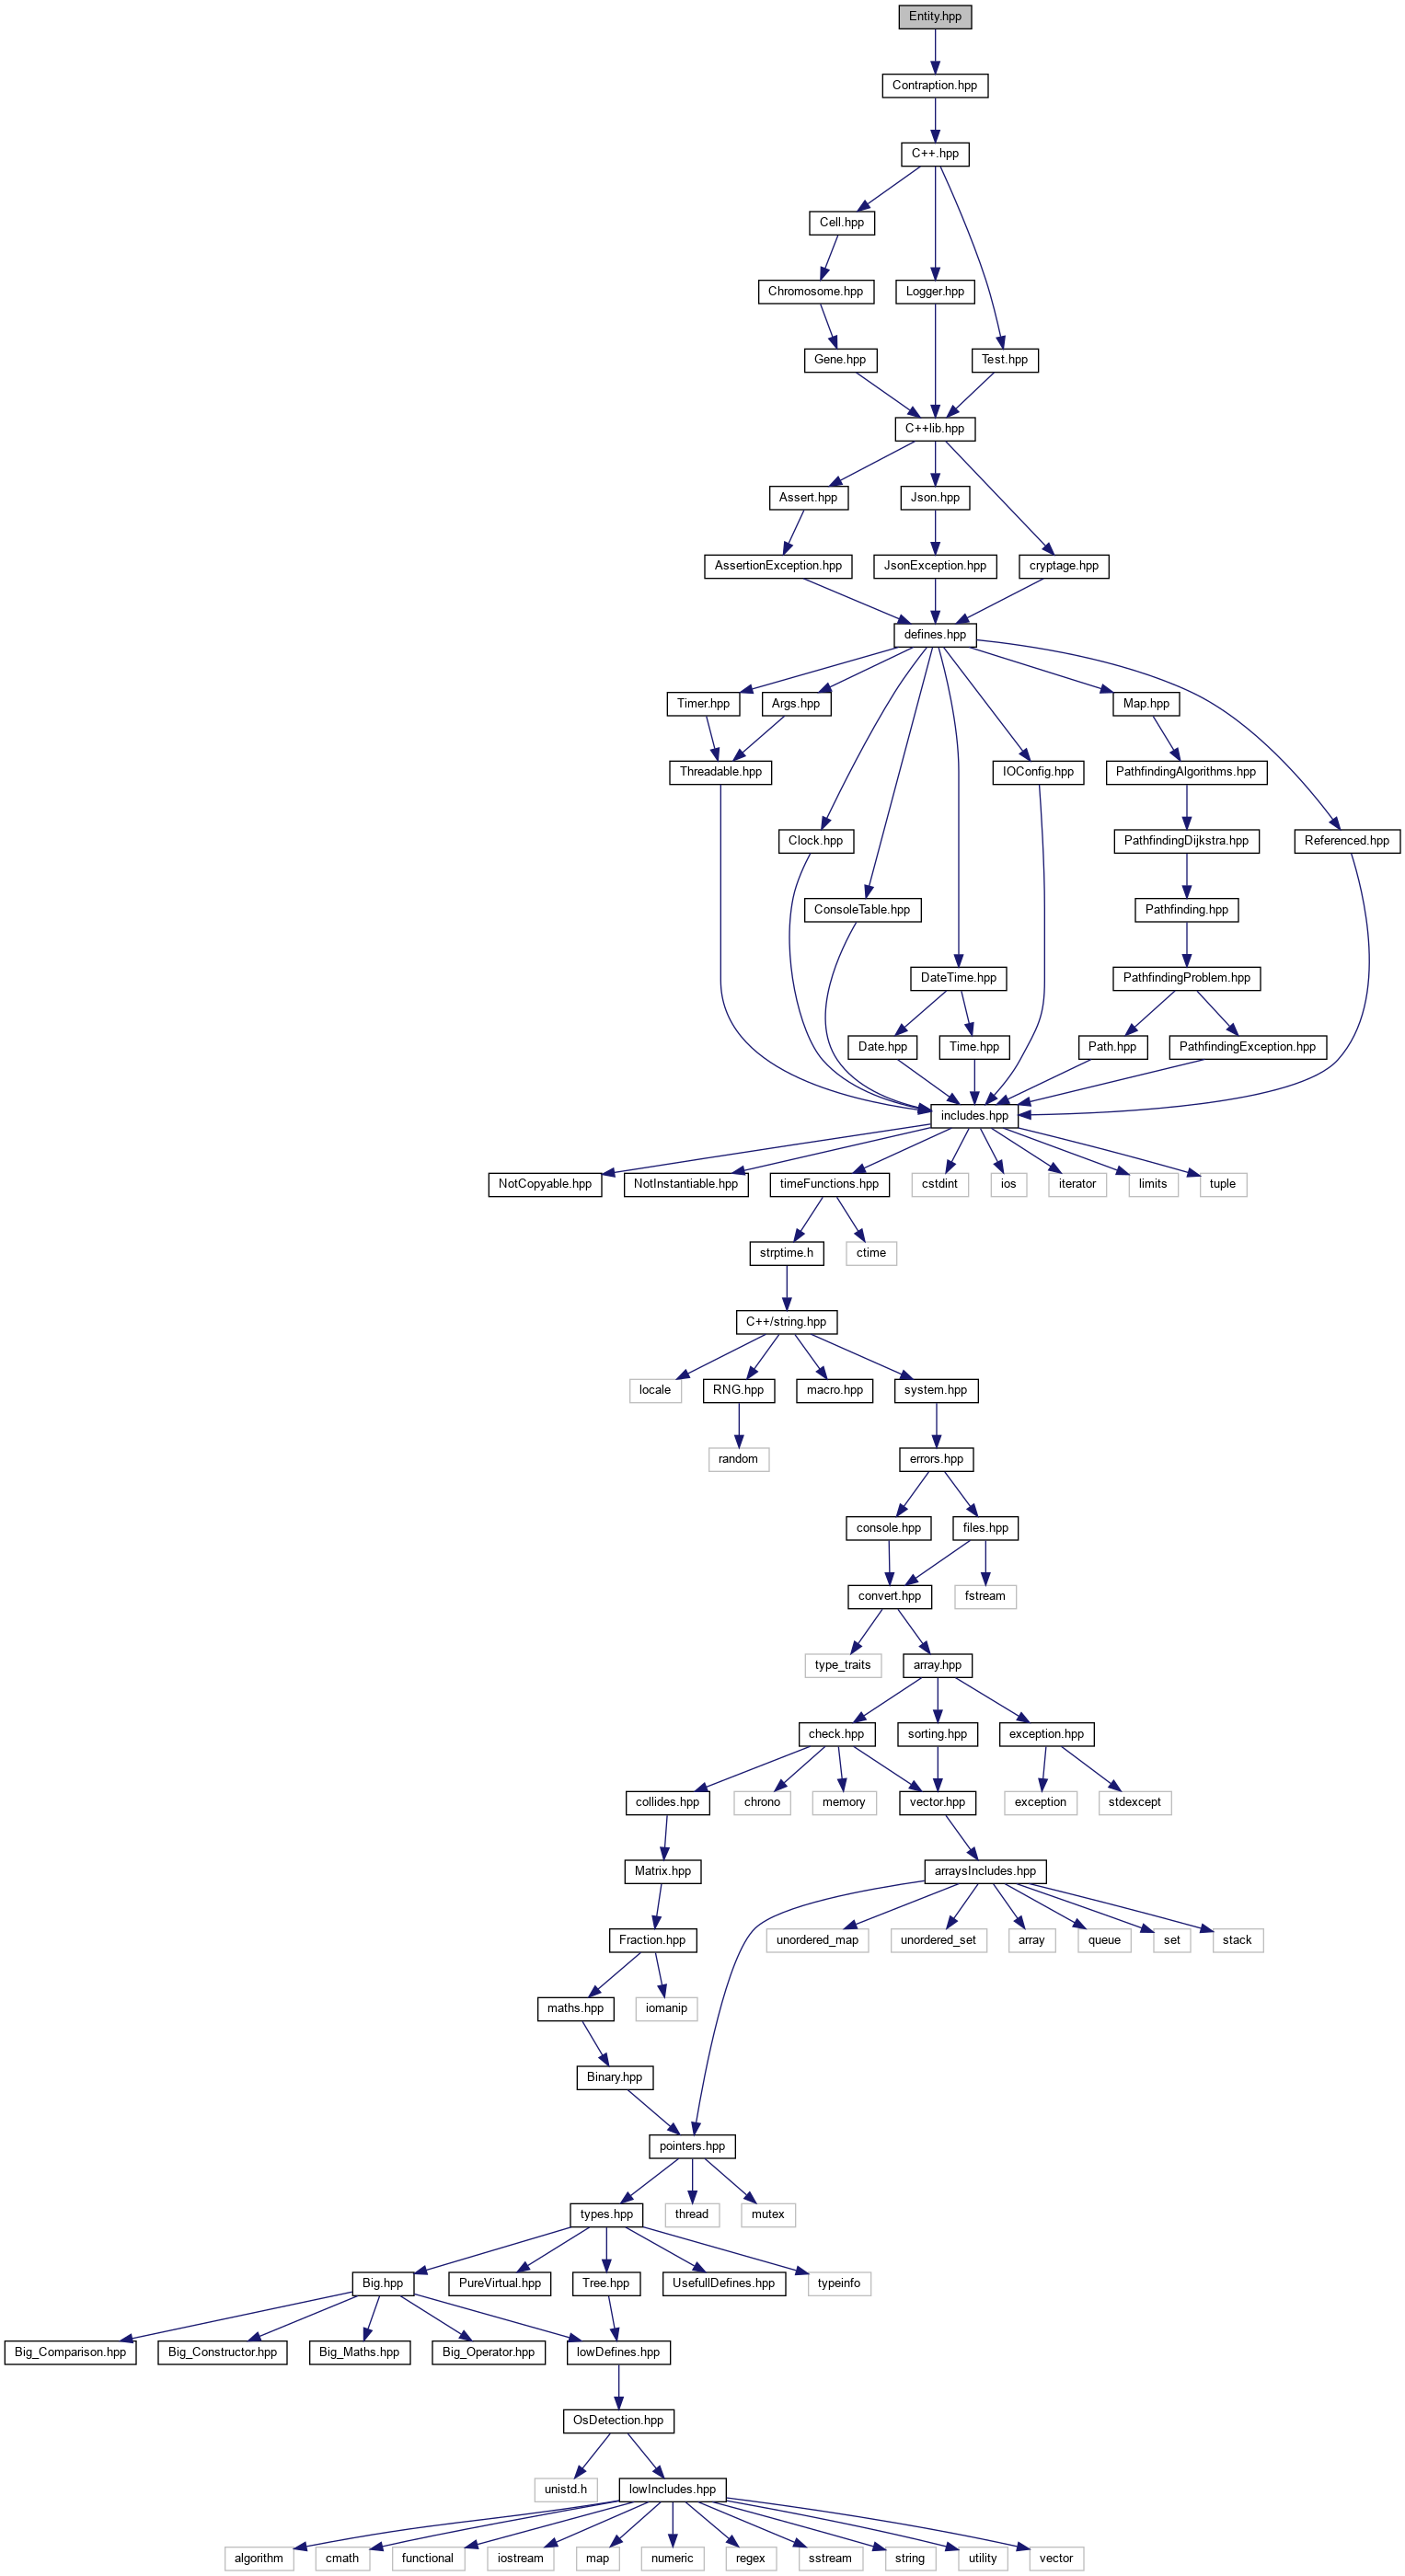 Entity.hpp
Contraption.hpp
C++.hpp
Cell.hpp
Chromosome.hpp
Logger.hpp
Gene.hpp
Test.hpp
C++lib.hpp
Assert.hpp
Json.hpp
AssertionException.hpp
JsonException.hpp
cryptage.hpp
defines.hpp
Timer.hpp
Args.hpp
Map.hpp
Threadable.hpp
IOConfig.hpp
PathfindingAlgorithms.hpp
Clock.hpp
PathfindingDijkstra.hpp
Referenced.hpp
ConsoleTable.hpp
Pathfinding.hpp
DateTime.hpp
PathfindingProblem.hpp
Date.hpp
Time.hpp
Path.hpp
PathfindingException.hpp
includes.hpp
NotCopyable.hpp
NotInstantiable.hpp
timeFunctions.hpp
cstdint
ios
iterator
limits
tuple
strptime.h
ctime
C++/string.hpp
locale
RNG.hpp
macro.hpp
system.hpp
random
errors.hpp
console.hpp
files.hpp
convert.hpp
fstream
type_traits
array.hpp
check.hpp
sorting.hpp
exception.hpp
collides.hpp
chrono
memory
vector.hpp
exception
stdexcept
Matrix.hpp
arraysIncludes.hpp
Fraction.hpp
unordered_map
unordered_set
array
queue
set
stack
maths.hpp
iomanip
Binary.hpp
pointers.hpp
types.hpp
thread
mutex
Big.hpp
PureVirtual.hpp
Tree.hpp
UsefullDefines.hpp
typeinfo
Big_Comparison.hpp
Big_Constructor.hpp
Big_Maths.hpp
Big_Operator.hpp
lowDefines.hpp
OsDetection.hpp
unistd.h
lowIncludes.hpp
algorithm
cmath
functional
iostream
map
numeric
regex
sstream
string
utility
vector